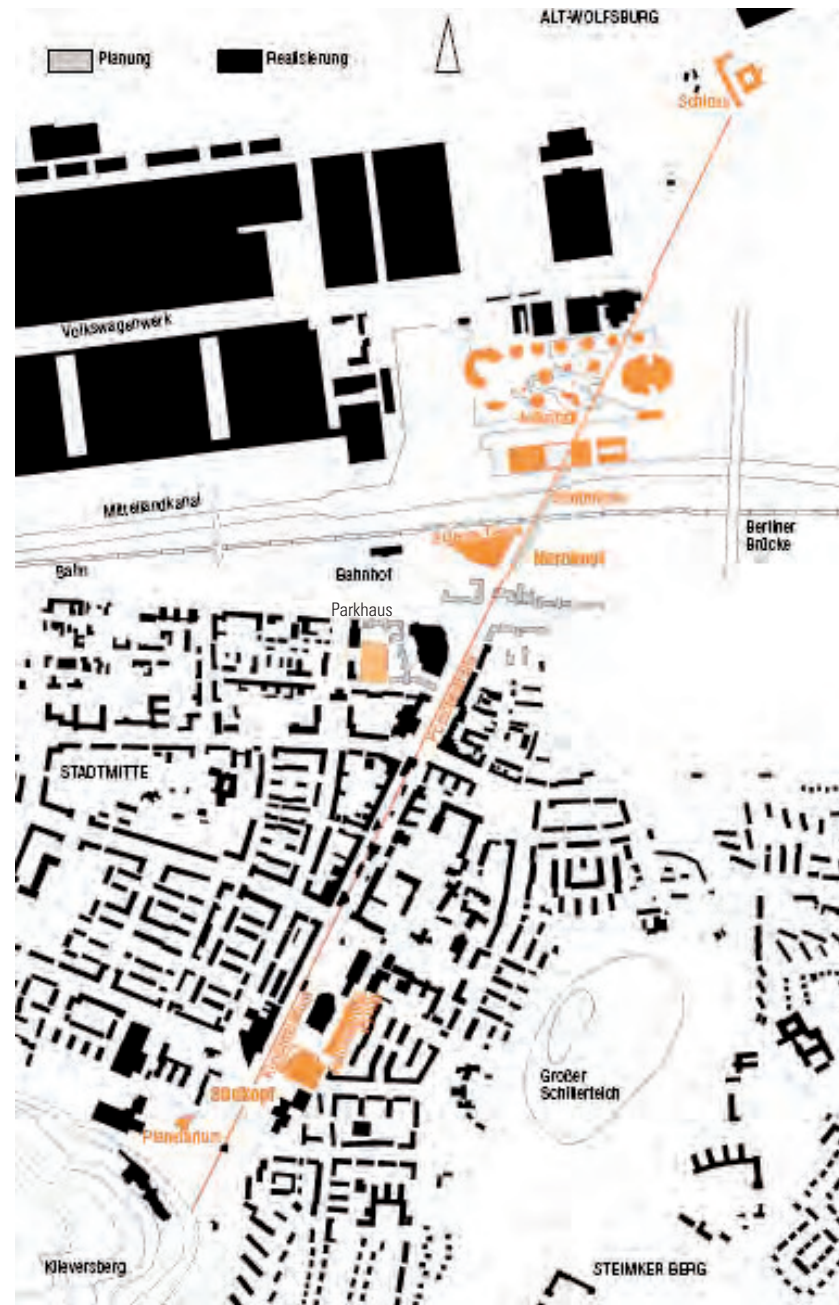 ALT-WOLFSBURG
Planung
Realisierung
Schloss
Volkswagenwerk
Mittellandkanal
Berliner
Brücke
Nordkopf
Bahn
Bahnhof
Parkhaus
STADTMITTE
Großer
Schillerteich
Südkopf
Planetarium
Klieversberg
STEIMKER BERG